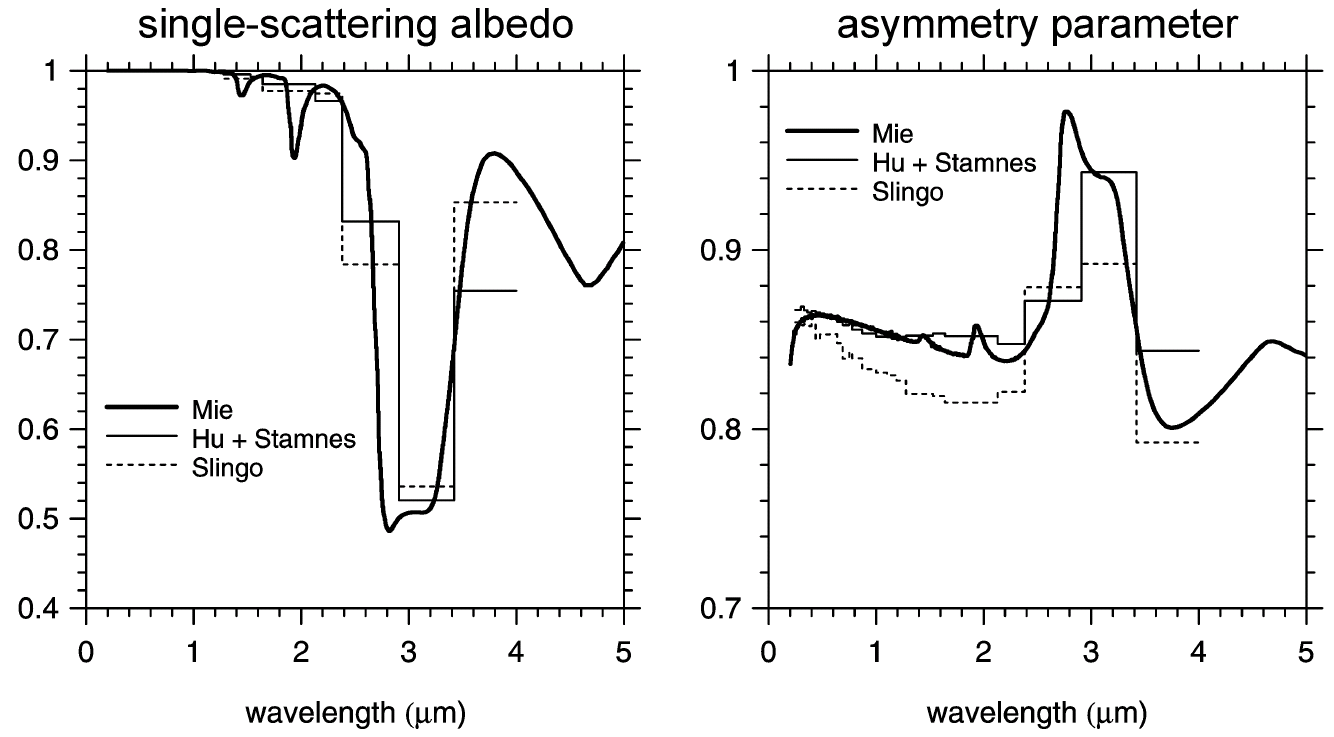 single-scattering albedo
1
0.9
0.8
0.7
0.6
0.5
0.4
Mie
Hu + Stamnes
Slingo
0 1 2 3 4 5
wavelength (μm)
asymmetry parameter
1
0.9
0.8
0.7
Mie
Hu + Stamnes
Slingo
0 1 2 3 4 5
wavelength (μm)